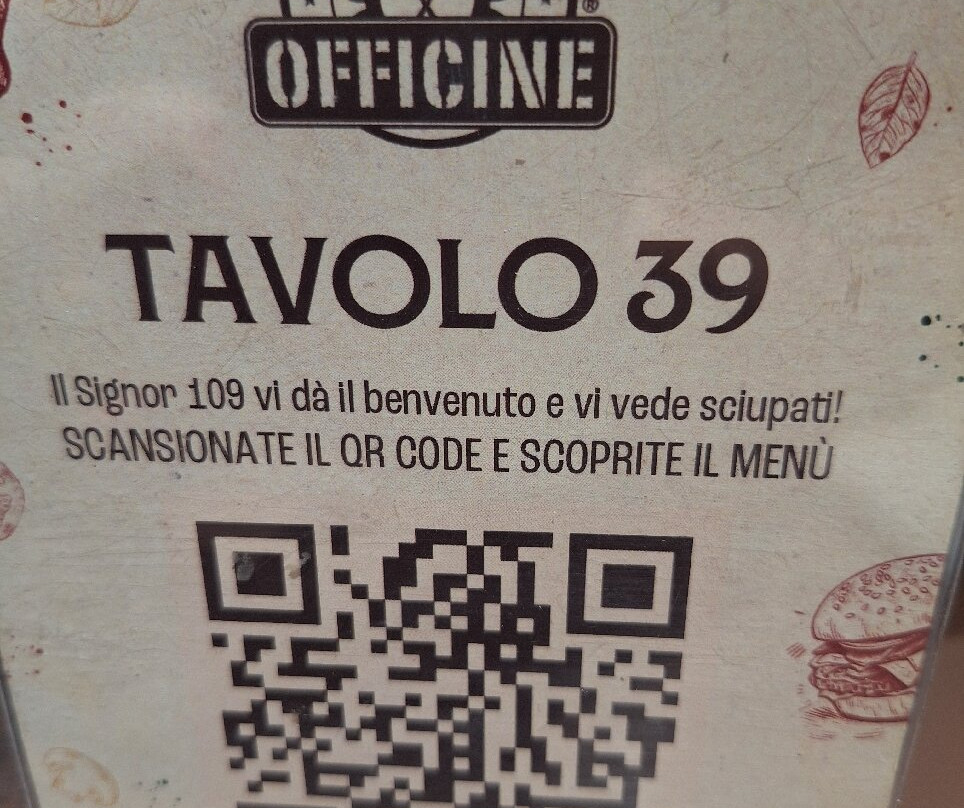 ®
OFFICINE
TAVOLO 39
Il Signor 109 vi dà il benvenuto e vi vede sciupati!
SCANSIONATE IL QR CODE E SCOPRITE IL MENÙ